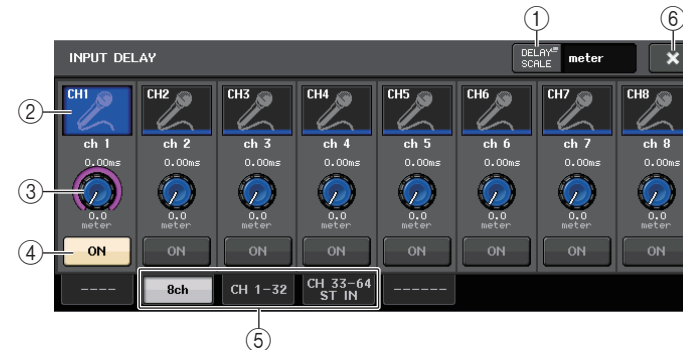 ① ⑥
INPUT DELAY DELAY SCALE meter ×
② CH1 CH2 CH3 CH4 CH5 CH6 CH7 CH8
ch 1 ch 2 ch 3 ch 4 ch 5 ch 6 ch 7 ch 8
0.00ms 0.00ms 0.00ms 0.00ms 0.00ms 0.00ms 0.00ms 0.00ms
③
0.0 0.0 0.0 0.0 0.0 0.0 0.0 0.0
meter meter meter meter meter meter meter meter
④ ON ON ON ON ON ON ON ON
---- 8ch CH 1-32 CH 33-64 ------
ST IN
⑤